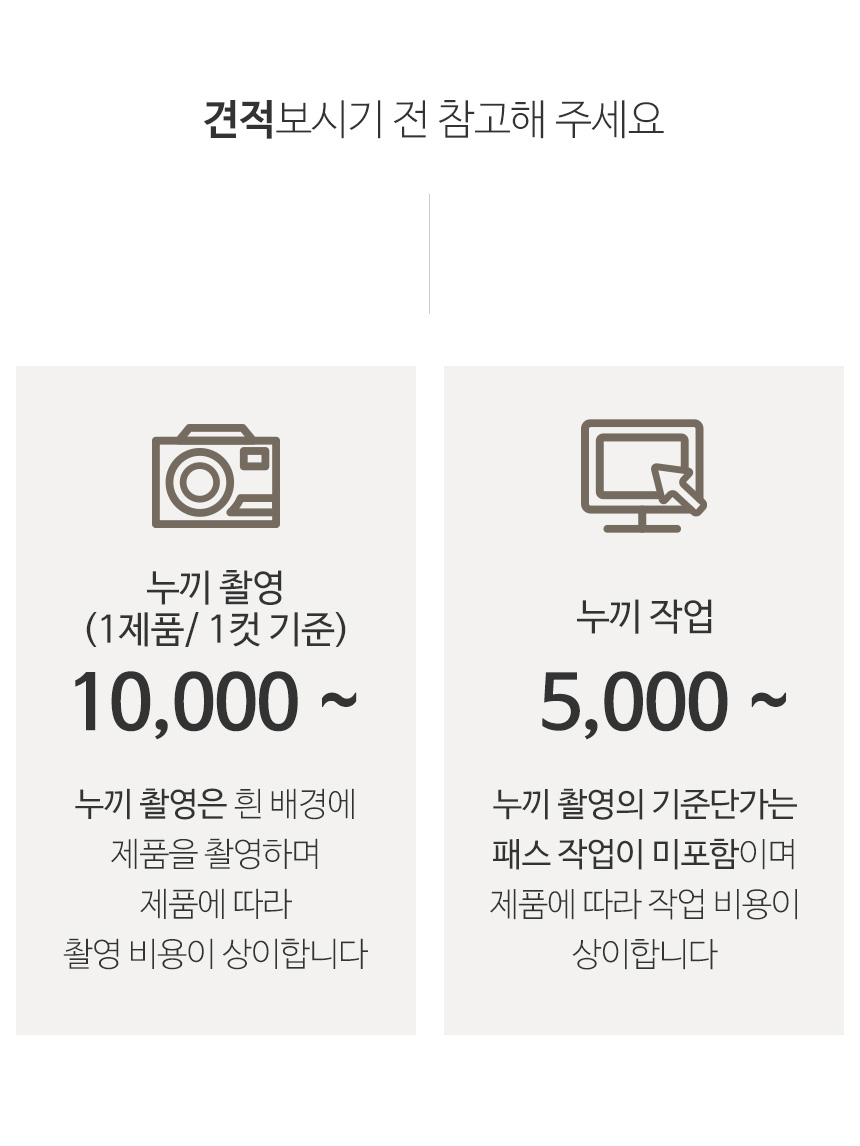 견적보시기 전 참고해 주세요
누끼 촬영
(1제품/ 1컷 기준)
10,000 ~
누끼 촬영은 흰 배경에
제품을 촬영하며
제품에 따라
촬영 비용이 상이합니다
누끼 작업
5,000 ~
누끼 촬영의 기준단가는
패스 작업이 미포함이며
제품에 따라 작업 비용이
상이합니다